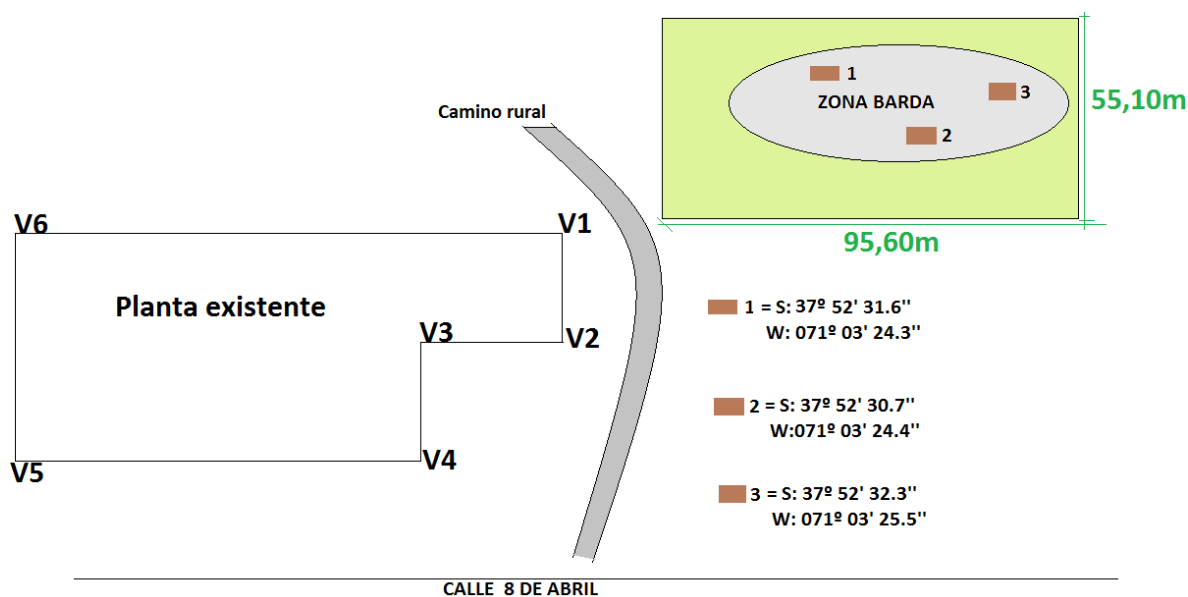 1
3
ZONA BARDA
2
55,10m
Camino rural
V6
V1
95,60m
Planta existente
V3
V2
1 = S: 37º 52' 31.6''
W: 071º 03' 24.3''
2 = S: 37º 52' 30.7''
W:071º 03' 24.4''
V5
V4
3 = S: 37º 52' 32.3''
W: 071º 03' 25.5''
CALLE 8 DE ABRIL